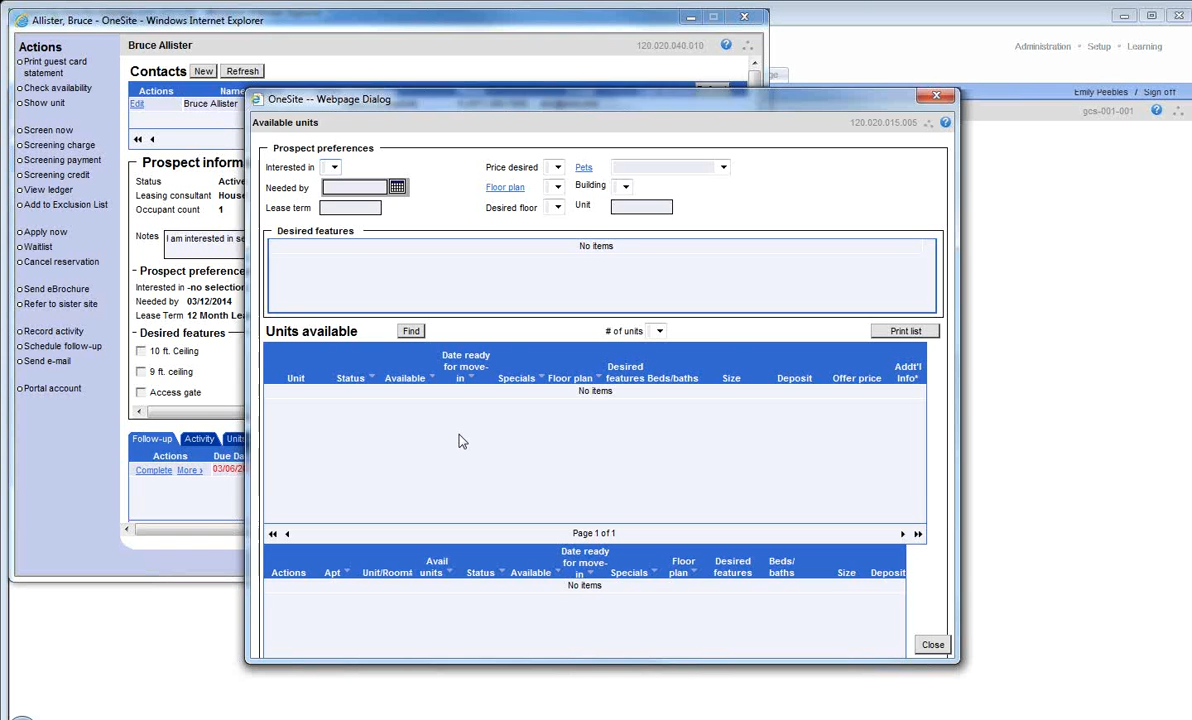 Allister, Bruce - OneSite - Windows Internet Explorer
Administration Setup Learning
Emily Peebles / Sign off
gcs-001-001
Actions
Print guest card
statement
Check availability
Show unit
Screen now
Screening charge
Screening payment
Screening credit
View ledger
Add to Exclusion List
Apply now
Waitlist
Cancel reservation
Send eBrochure
Refer to sister site
Record activity
Schedule follow-up
Send e-mail
Portal account
Bruce Allister 120.020.040.010
Contacts New Refresh
Actions Name
Edit Bruce Allister
Prospect inform
Status Active
Leasing consultant House
Occupant count 1
Notes I am interested in se
Prospect preference
Interested in -no selection
Needed by 03/12/2014
Lease Term 12 Month Lea
Desired features
10 ft. Ceiling
9 ft. ceiling
Access gate
Follow-up Activity Units
Actions Due Da
Complete More › 03/06/2
OneSite -- Webpage Dialog
Available units 120.020.015.005
Prospect preferences
Interested in Price desired Pets
Needed by Floor plan Building
Lease term Desired floor Unit
Desired features
No items
Units available Find # of units Print list
Unit Status Available Date ready for move-in Specials Floor plan Desired features Beds/baths Size Deposit Offer price Addt'l Info*
No items
Page 1 of 1
Actions Apt Unit/Room# Avail units Status Available Date ready for move-in Specials Floor plan Desired features Beds/baths Size Deposit
No items
Close